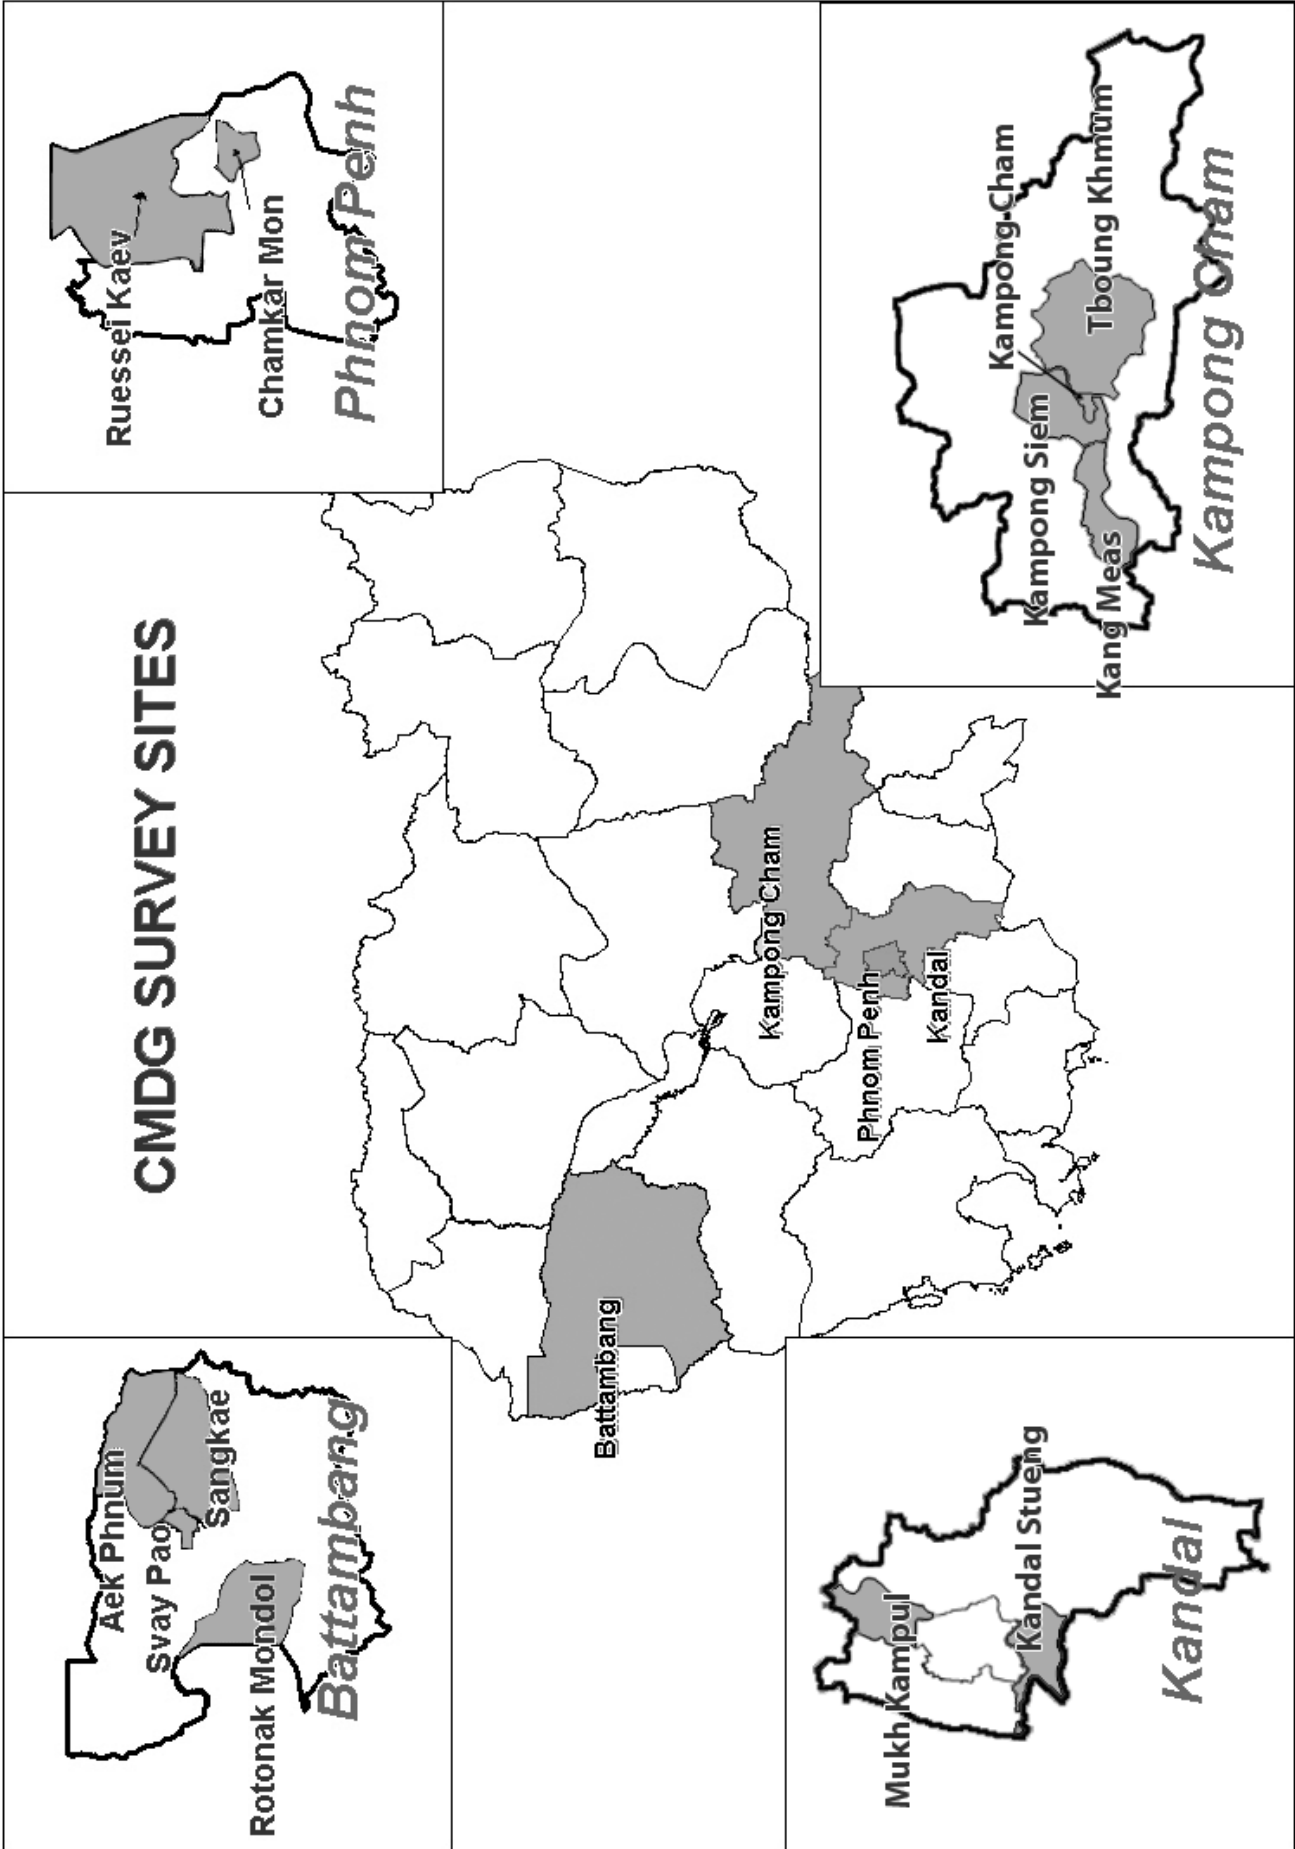 CMDG SURVEY SITES
Aek Phnum
Svay Pao
Sangkae
Rotonak Mondol
Battambang
Ruessei Kaev
Chamkar Mon
Phnom Penh
Battambang
Kampong Cham
Phnom Penh
Kandal
Mukh Kampul
Kandal Stueng
Kandal
Kampong Cham
Kampong Siem
Tboung Khmum
Kang Meas
Kampong Cham